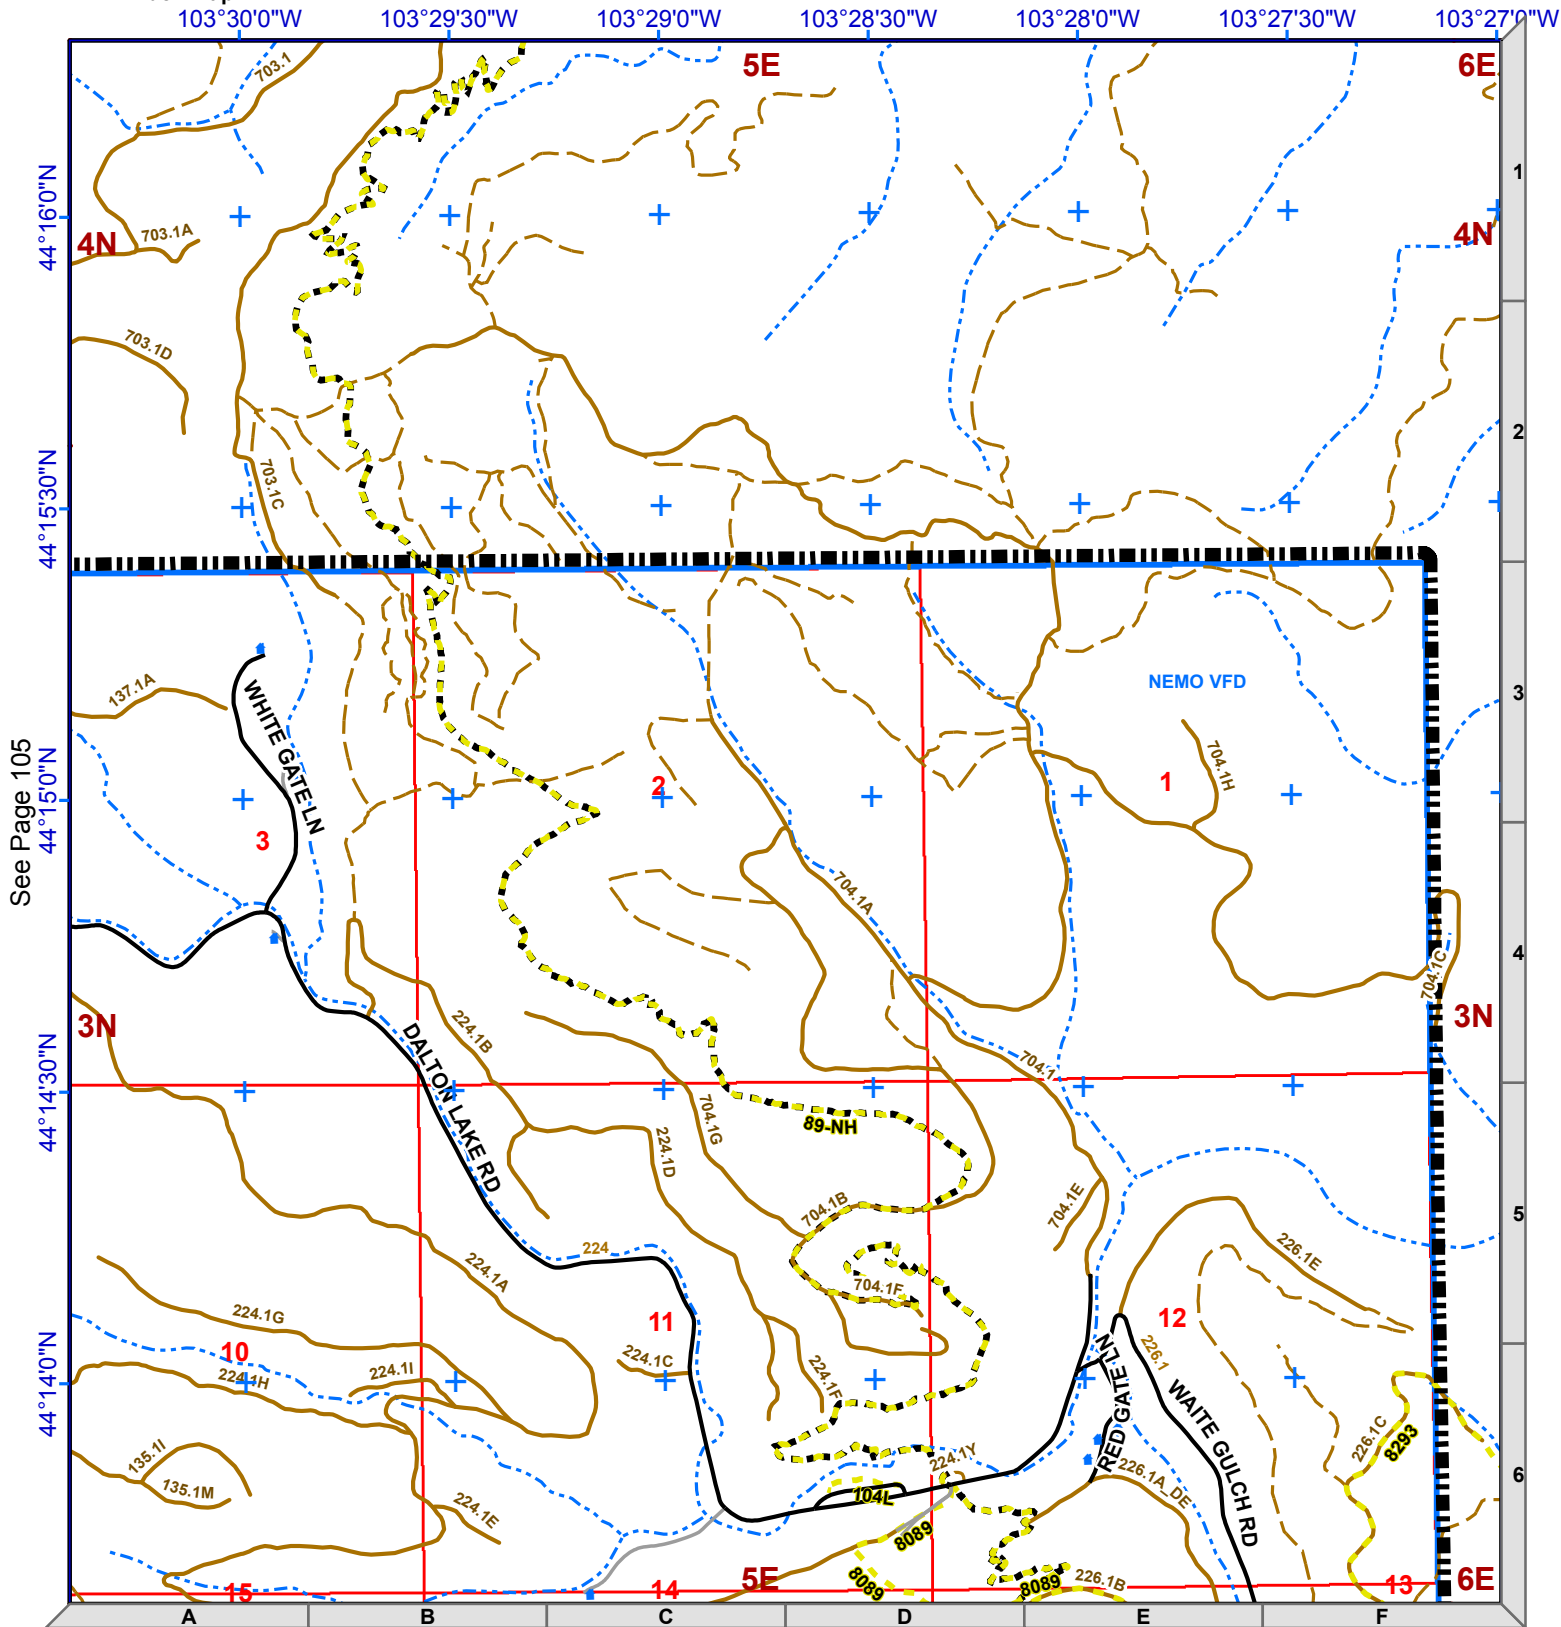 103°30'0"W
103°29'30"W
103°29'0"W
103°28'30"W
103°28'0"W
103°27'30"W
103°27'0"W
5E
6E
703.1
1
44°16'0"N
4N
703.1A
4N
703.1D
2
44°15'30"N
703.1C
NEMO VFD
3
137.1A
WHITE GATE LN
See Page 105
44°15'0"N
2
1
704.1H
3
704.1A
4
704.1C
3N
3N
224.1B
DALTON LAKE RD
44°14'30"N
704.1
704.1G
89-NH
224.1D
704.1E
704.1B
5
224
226.1E
224.1A
704.1F
224.1G
11
12
10
224.1C
RED GATE LN
226.1
44°14'0"N
224.1H
224.1I
224.1F
WAITE GULCH RD
226.1C
8293
135.1I
224.1Y
226.1A_DE
6
135.1M
104L
224.1E
8089
8089
8089
226.1B
15
14
5E
13
6E
A
B
C
D
E
F